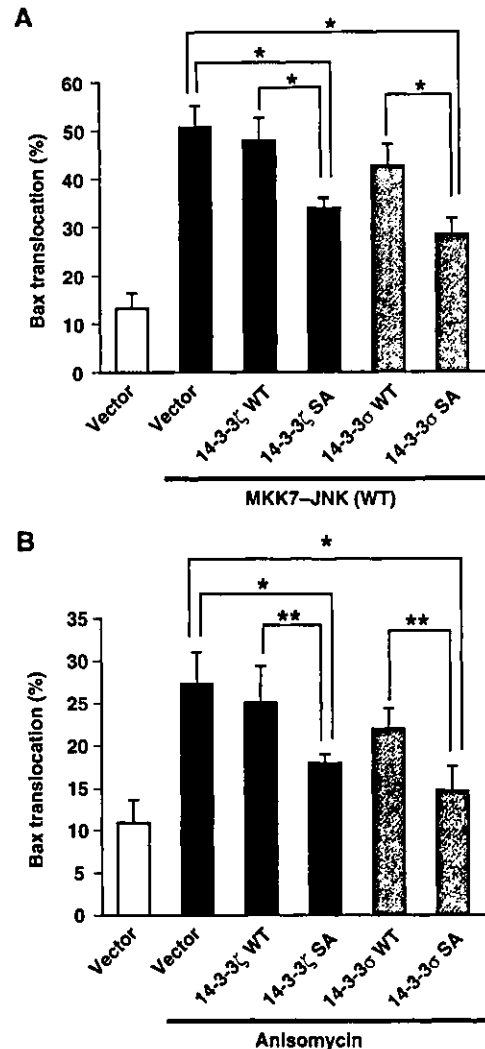 A
*
*
*
*
Bax translocation (%)
60
50
40
30
20
10
0
Vector
Vector
14-3-3ζ WT
14-3-3ζ SA
14-3-3σ WT
14-3-3σ SA
MKK7–JNK (WT)
B
*
*
**
**
Bax translocation (%)
35
30
25
20
15
10
5
0
Vector
Vector
14-3-3ζ WT
14-3-3ζ SA
14-3-3σ WT
14-3-3σ SA
Anisomycin